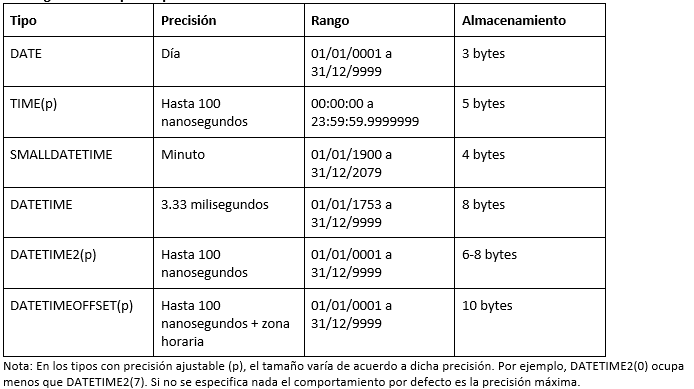 Tipo Precisión Rango Almacenamiento
DATE Día 01/01/0001 a 3 bytes
31/12/9999
TIME(p) Hasta 100 00:00:00 a 5 bytes
nanosegundos 23:59:59.9999999
SMALLDATETIME Minuto 01/01/1900 a 4 bytes
31/12/2079
DATETIME 3.33 milisegundos 01/01/1753 a 8 bytes
31/12/9999
DATETIME2(p) Hasta 100 01/01/0001 a 6-8 bytes
nanosegundos 31/12/9999
DATETIMEOFFSET(p) Hasta 100 01/01/0001 a 10 bytes
nanosegundos + zona 31/12/9999
horaria
Nota: En los tipos con precisión ajustable (p), el tamaño varía de acuerdo a dicha precisión. Por ejemplo, DATETIME2(0) ocupa
menos que DATETIME2(7). Si no se especifica nada el comportamiento por defecto es la precisión máxima.